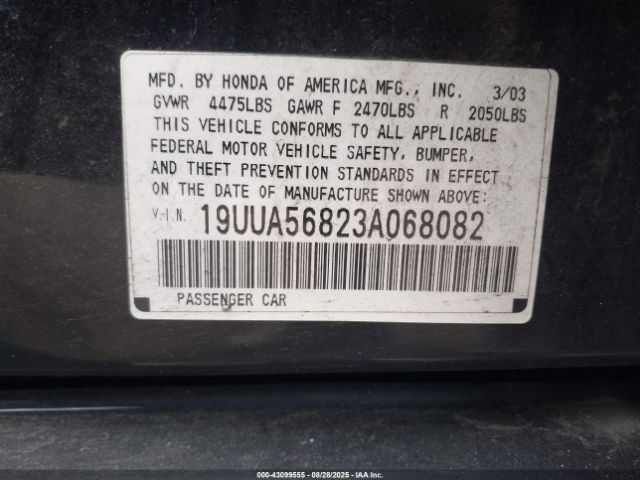 MFD. BY HONDA OF AMERICA MFG., INC. 3/03
GVWR 4475LBS GAWR F 2470LBS R 2050LBS
THIS VEHICLE CONFORMS TO ALL APPLICABLE
FEDERAL MOTOR VEHICLE SAFETY, BUMPER,
AND THEFT PREVENTION STANDARDS IN EFFECT
ON THE DATE OF MANUFACTURE SHOWN ABOVE:
V.I.N. 19UUA56823A068082
PASSENGER CAR
000-43099555 | 08/28/2025 - IAA Inc.